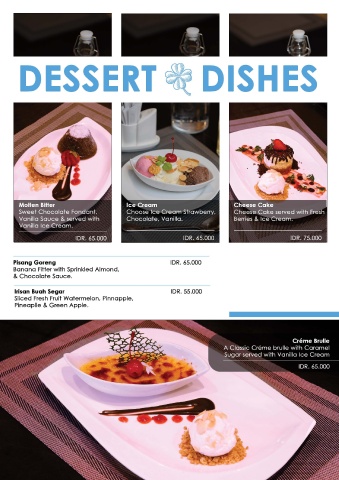 DESSERT DISHES
Molten Bitter
Sweet Chocolate Fondant,
Vanilla Sauce & served with
Vanilla Ice Cream.
IDR. 65.000
Ice Cream
Choose Ice Cream Strawberry,
Chocolate, Vanilla.
IDR. 65.000
Cheese Cake
Cheese Cake served with Fresh
Berries & Ice Cream.
IDR. 75.000
Pisang Goreng IDR. 65.000
Banana Fitter with Sprinkled Almond,
& Chocolate Sauce.
Irisan Buah Segar IDR. 55.000
Sliced Fresh Fruit Watermelon, Pinnapple,
Pineaplle & Green Apple.
Créme Brulle
A Classic Créme brulle with Caramel
Sugar served with Vanilla Ice Cream
IDR. 65.000